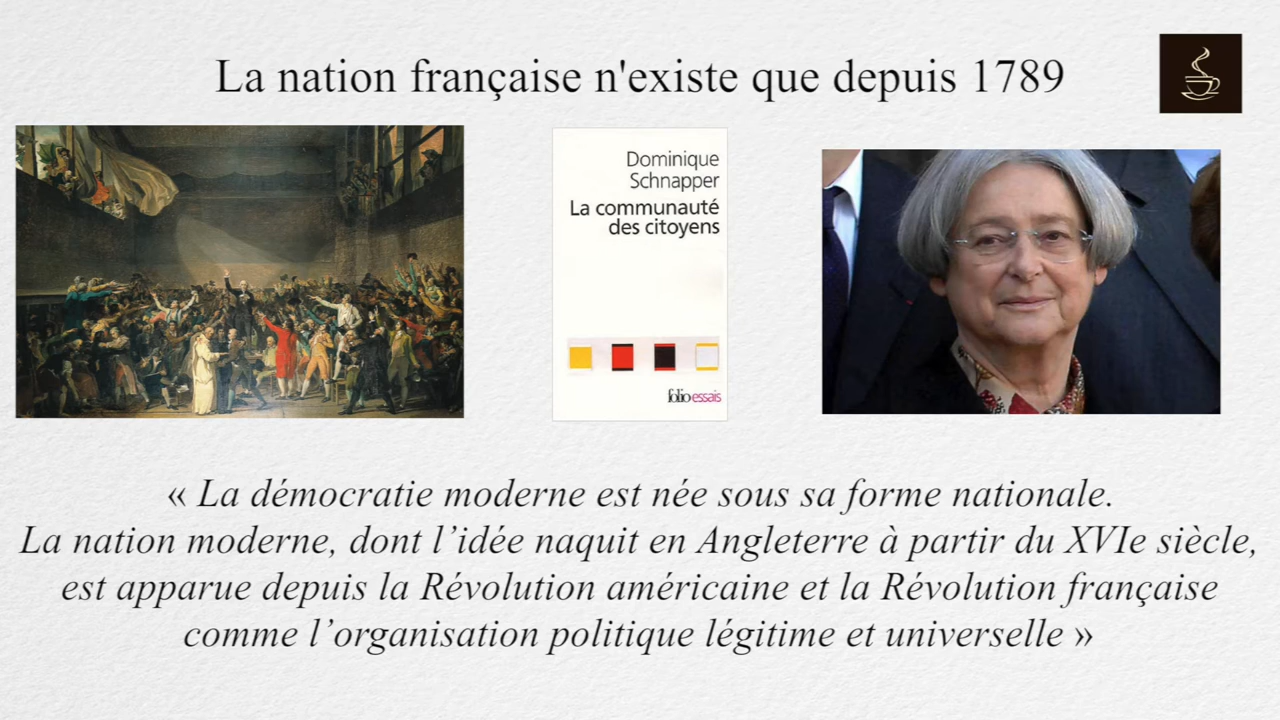 La nation française n'existe que depuis 1789
Dominique
Schnapper
La communauté
des citoyens
folio essais
« La démocratie moderne est née sous sa forme nationale.
La nation moderne, dont l’idée naquit en Angleterre à partir du XVIe siècle,
est apparue depuis la Révolution américaine et la Révolution française
comme l’organisation politique légitime et universelle »